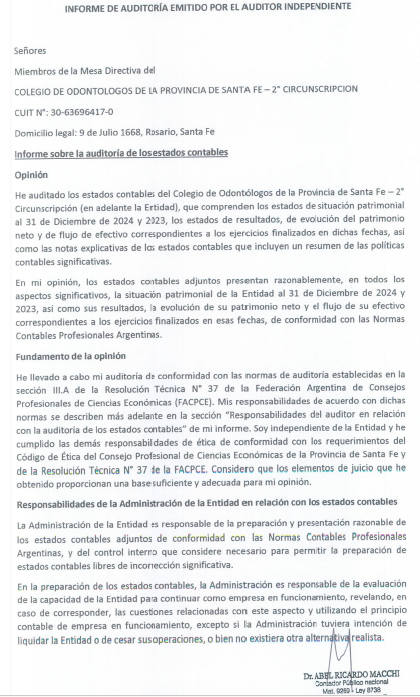 INFORME DE AUDITORÍA EMITIDO POR EL AUDITOR INDEPENDIENTE
Señores
Miembros de la Mesa Directiva del
COLEGIO DE ODONTOLOGOS DE LA PROVINCIA DE SANTA FE – 2° CIRCUNSCRIPCION
CUIT N°: 30-63696417-0
Domicilio legal: 9 de Julio 1668, Rosario, Santa Fe
Informe sobre la auditoría de los estados contables
Opinión
He auditado los estados contables del Colegio de Odontólogos de la Provincia de Santa Fe – 2°
Circunscripción (en adelante la Entidad), que comprenden los estados de situación patrimonial
al 31 de Diciembre de 2024 y 2023, los estados de resultados, de evolución del patrimonio
neto y de flujo de efectivo correspondientes a los ejercicios finalizados en dichas fechas, así
como las notas explicativas de los estados contables que incluyen un resumen de las políticas
contables significativas.
En mi opinión, los estados contables adjuntos presentan razonablemente, en todos los
aspectos significativos, la situación patrimonial de la Entidad al 31 de Diciembre de 2024 y
2023, así como sus resultados, la evolución de su patrimonio neto y el flujo de su efectivo
correspondientes a los ejercicios finalizados en esas fechas, de conformidad con las Normas
Contables Profesionales Argentinas.
Fundamento de la opinión
He llevado a cabo mi auditoría de conformidad con las normas de auditoría establecidas en la
sección III.A de la Resolución Técnica N° 37 de la Federación Argentina de Consejos
Profesionales de Ciencias Económicas (FACPCE). Mis responsabilidades de acuerdo con dichas
normas se describen más adelante en la sección "Responsabilidades del auditor en relación
con la auditoría de los estados contables" de mi informe. Soy independiente de la Entidad y he
cumplido las demás responsabilidades de ética de conformidad con los requerimientos del
Código de Ética del Consejo Profesional de Ciencias Económicas de la Provincia de Santa Fe y
de la Resolución Técnica N° 37 de la FACPCE. Considero que los elementos de juicio que he
obtenido proporcionan una base suficiente y adecuada para mi opinión.
Responsabilidades de la Administración de la Entidad en relación con los estados contables
La Administración de la Entidad es responsable de la preparación y presentación razonable de
los estados contables adjuntos de conformidad con las Normas Contables Profesionales
Argentinas, y del control interno que considere necesario para permitir la preparación de
estados contables libres de incorrección significativa.
En la preparación de los estados contables, la Administración es responsable de la evaluación
de la capacidad de la Entidad para continuar como empresa en funcionamiento, revelando, en
caso de corresponder, las cuestiones relacionadas con este aspecto y utilizando el principio
contable de empresa en funcionamiento, excepto si la Administración tuviera intención de
liquidar la Entidad o de cesar sus operaciones, o bien no existiera otra alternativa realista.
Dr. ABEL RICARDO MACCHI
Contador Público nacional
Mat. 9269 - Ley 8738